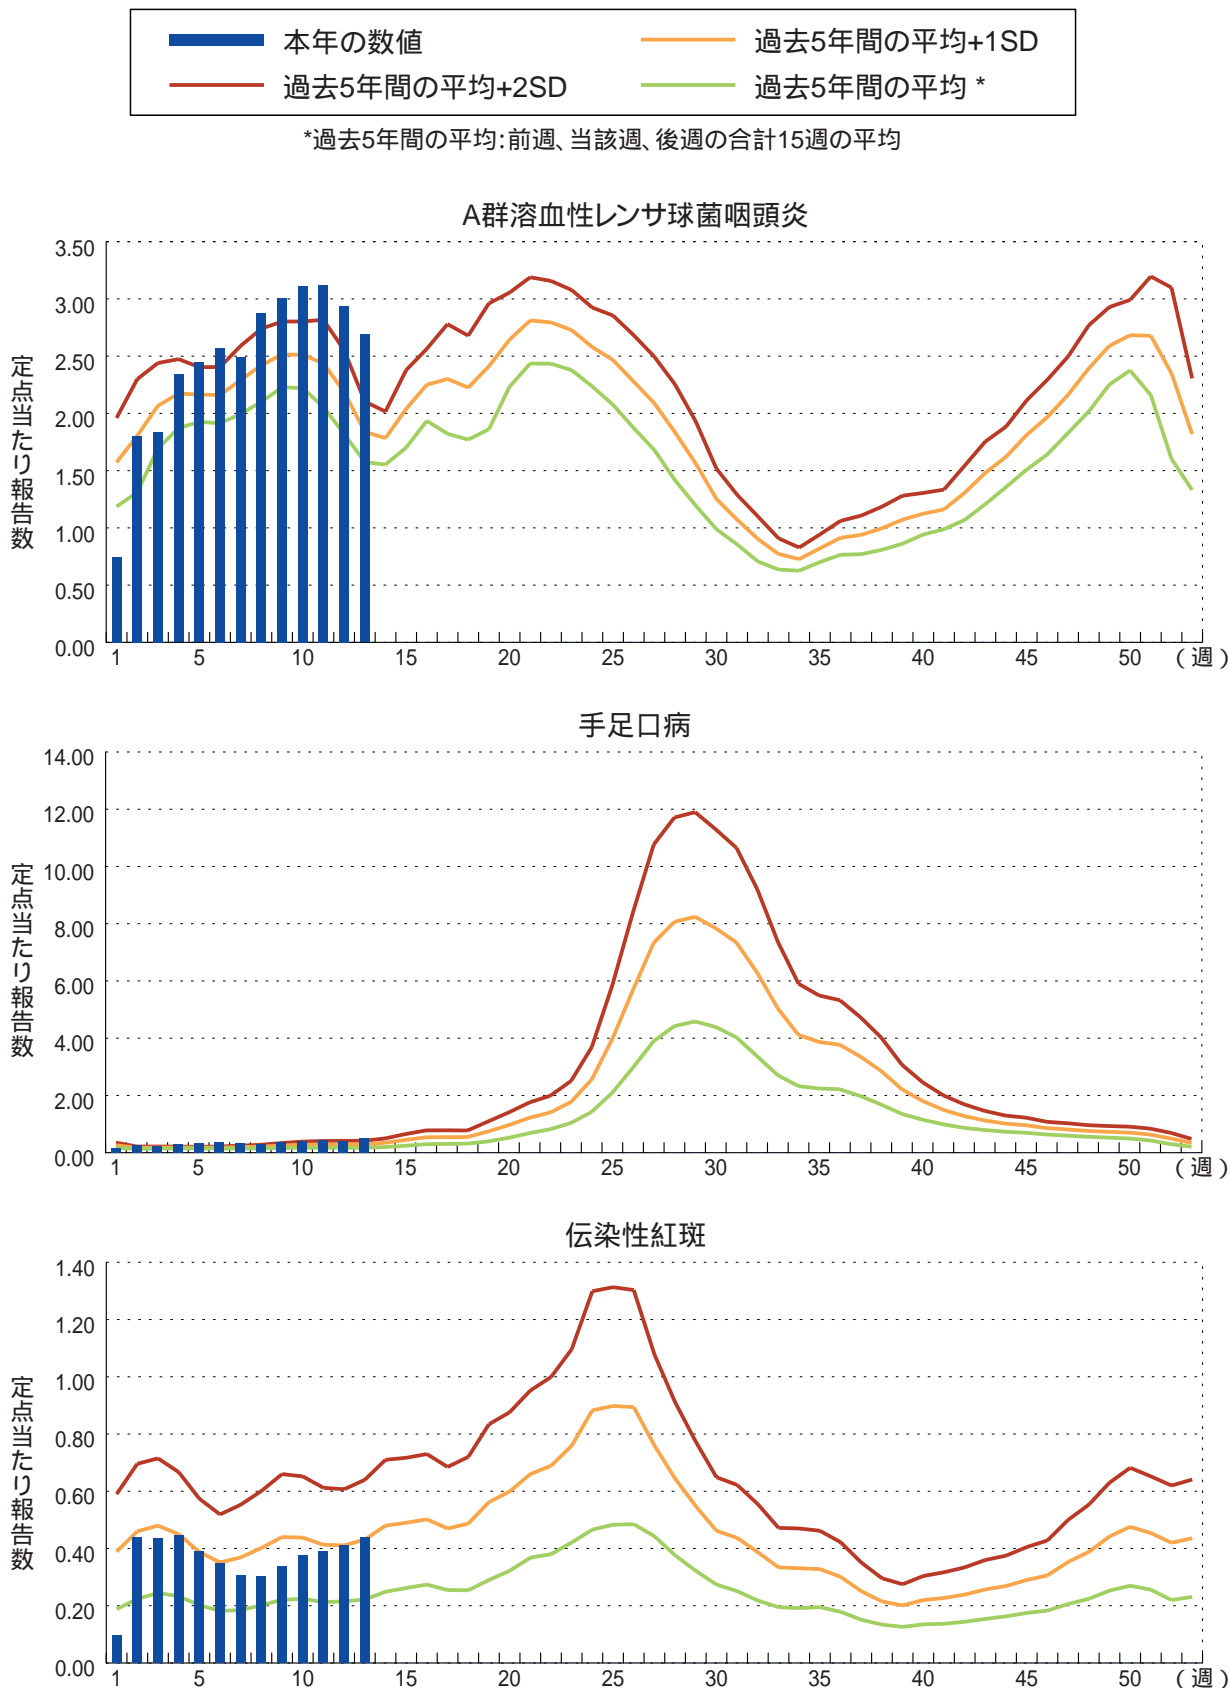 本年の数値 過去5年間の平均+1SD
過去5年間の平均+2SD 過去5年間の平均 *
*過去5年間の平均:前週、当該週、後週の合計15週の平均
A群溶血性レンサ球菌咽頭炎
定点当たり報告数
3.50
3.00
2.50
2.00
1.50
1.00
0.50
0.00
1 5 10 15 20 25 30 35 40 45 50 (週)
手足口病
定点当たり報告数
14.00
12.00
10.00
8.00
6.00
4.00
2.00
0.00
1 5 10 15 20 25 30 35 40 45 50 (週)
伝染性紅斑
定点当たり報告数
1.40
1.20
1.00
0.80
0.60
0.40
0.20
0.00
1 5 10 15 20 25 30 35 40 45 50 (週)